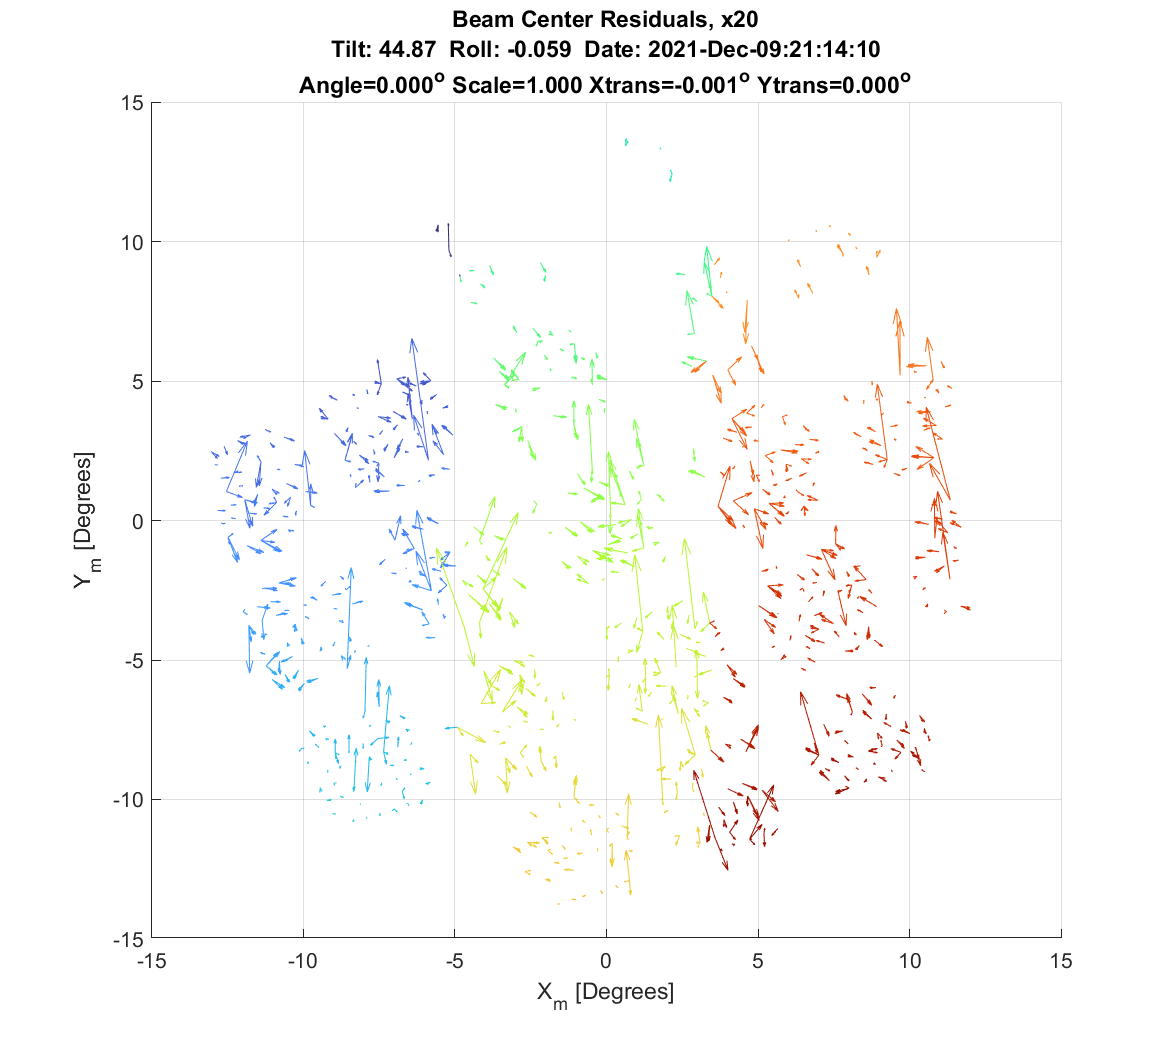 Beam Center Residuals, x20
Tilt: 44.87 Roll: -0.059 Date: 2021-Dec-09:21:14:10
Angle=0.000° Scale=1.000 Xtrans=-0.001° Ytrans=0.000°
15
10
5
0
-5
-10
-15
Y_m [Degrees]
-15 -10 -5 0 5 10 15
X_m [Degrees]